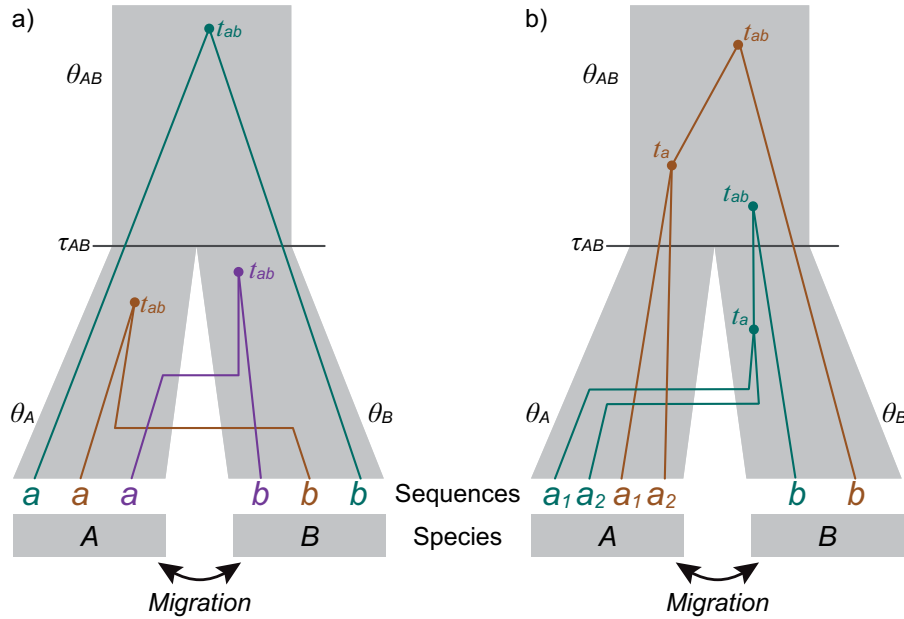 a)
t_ab
θ_AB
τ_AB
t_ab
t_ab
θ_A
θ_B
a a a b b b
A B
Migration
Sequences
Species
b)
t_ab
θ_AB
t_a
t_ab
τ_AB
t_a
θ_A
θ_B
a_1 a_2 a_1 a_2 b b
A B
Migration